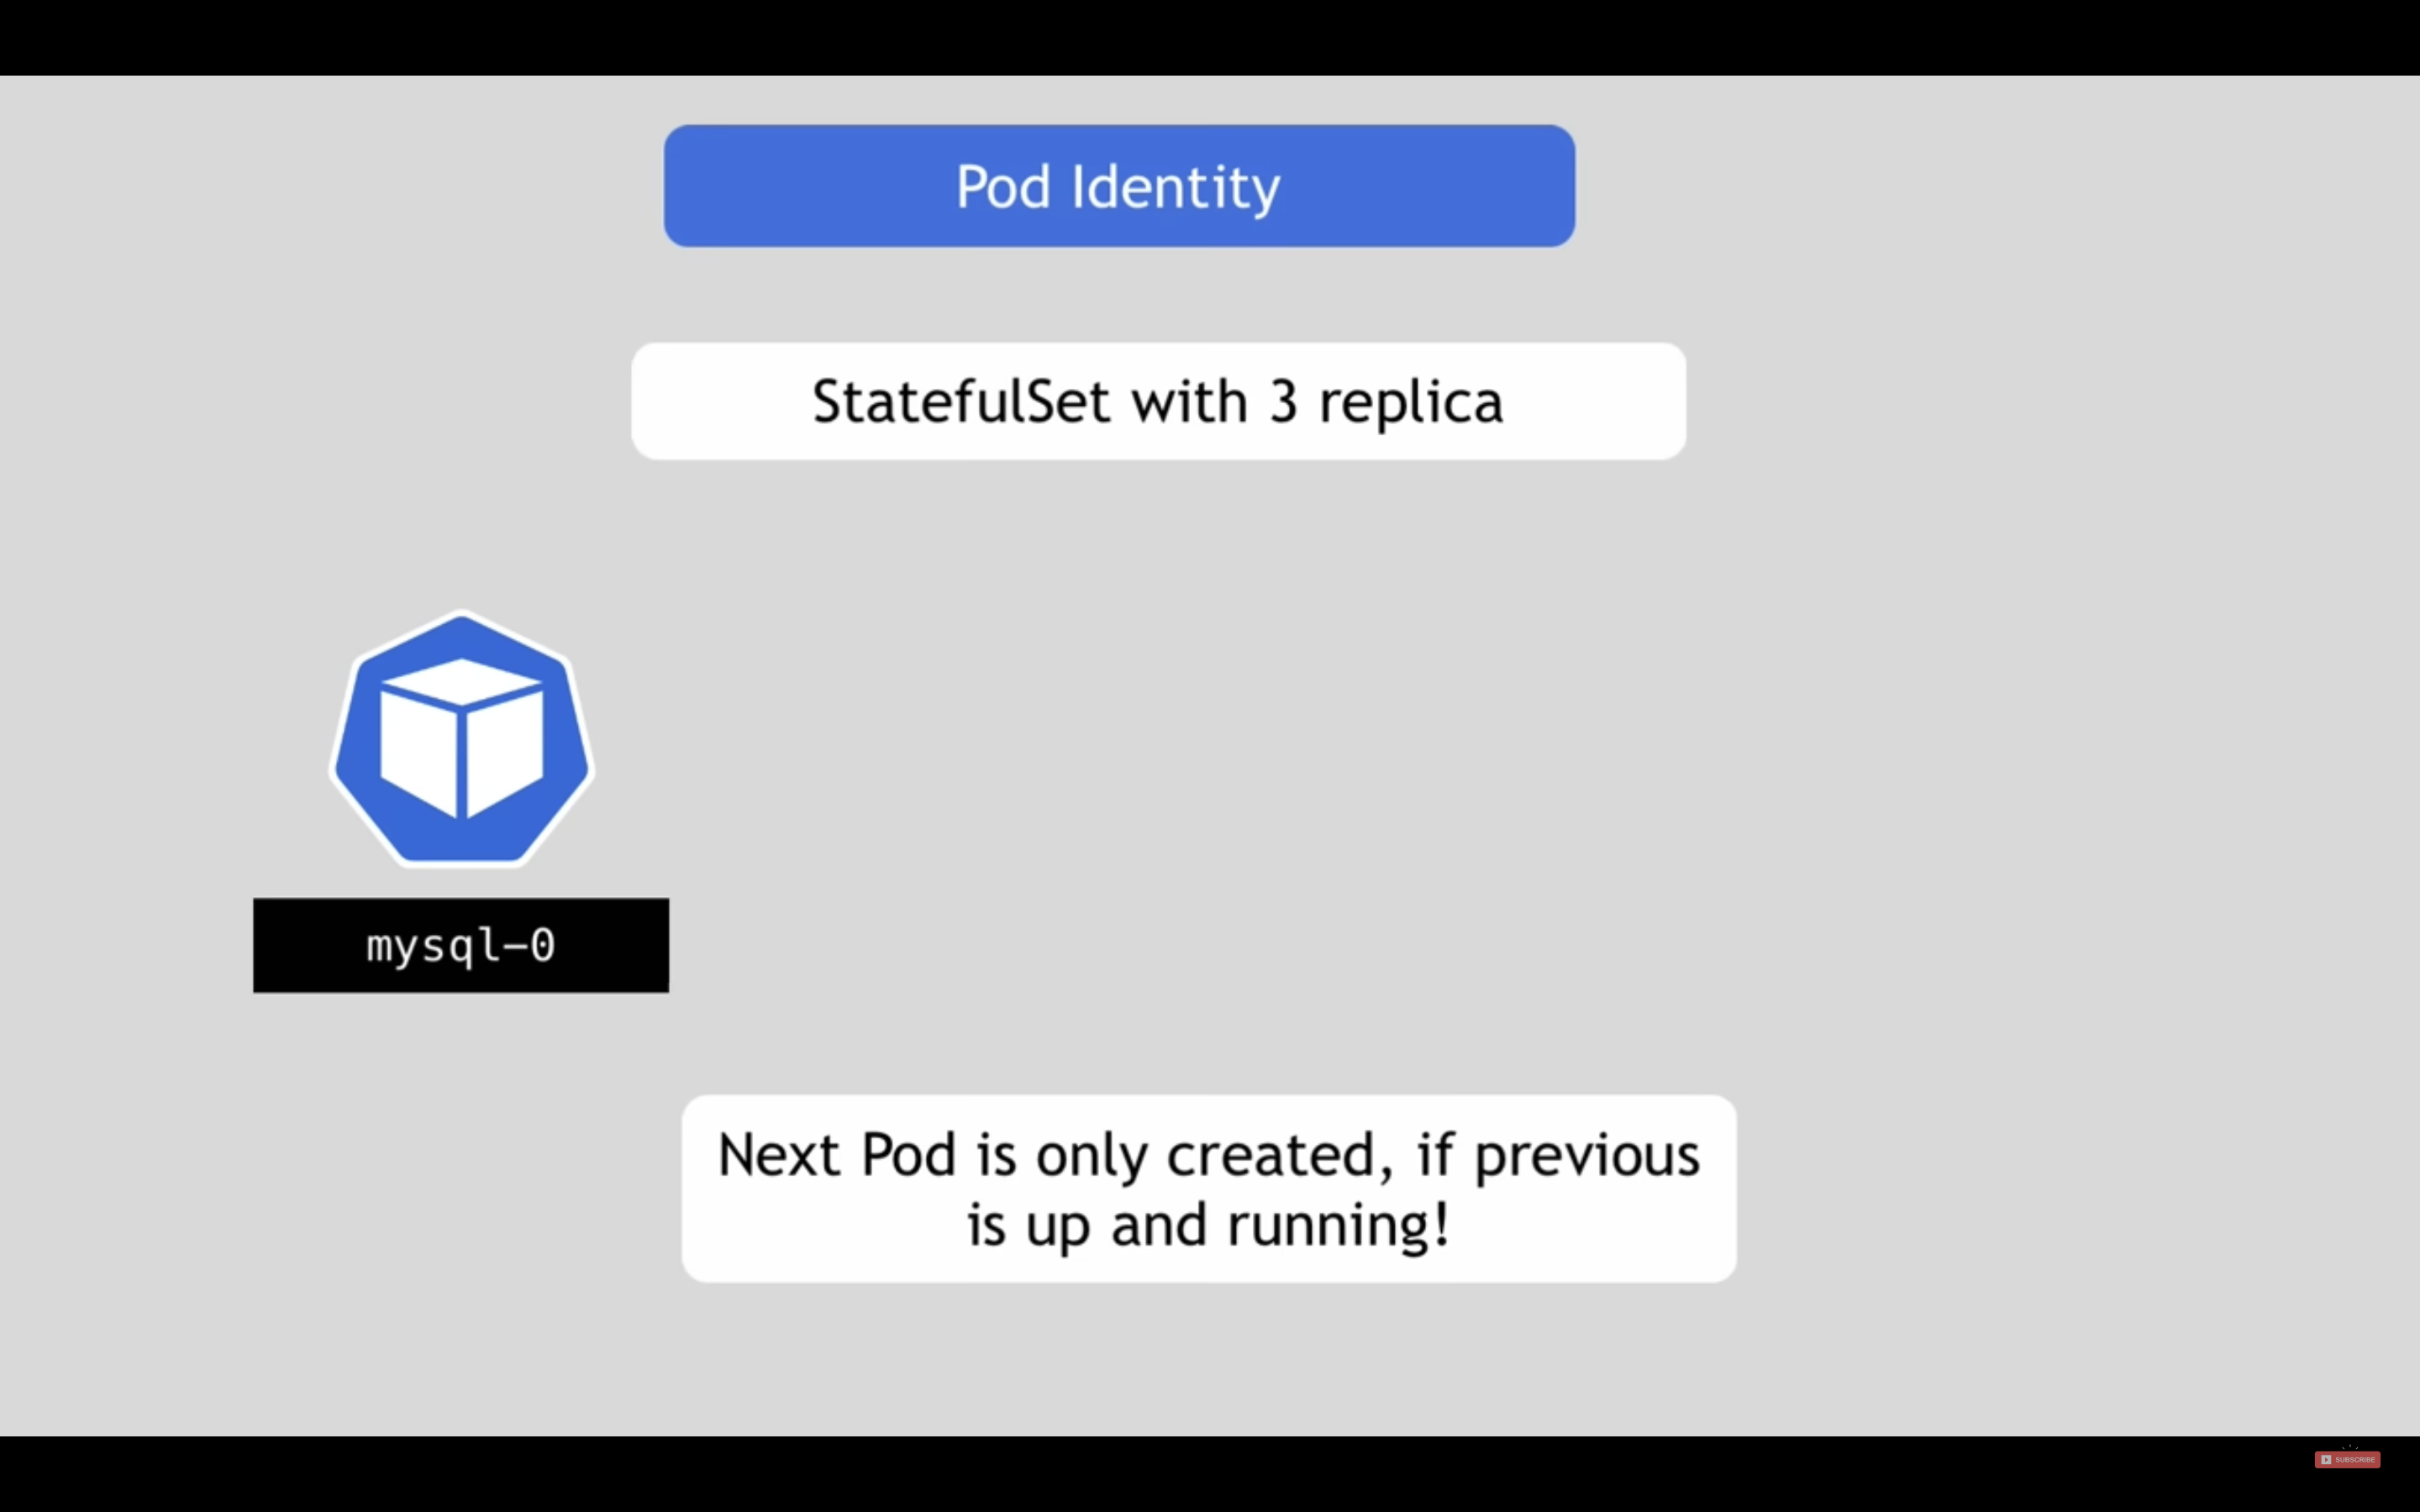 Pod Identity
StatefulSet with 3 replica
mysql-0
Next Pod is only created, if previous
is up and running!
SUBSCRIBE